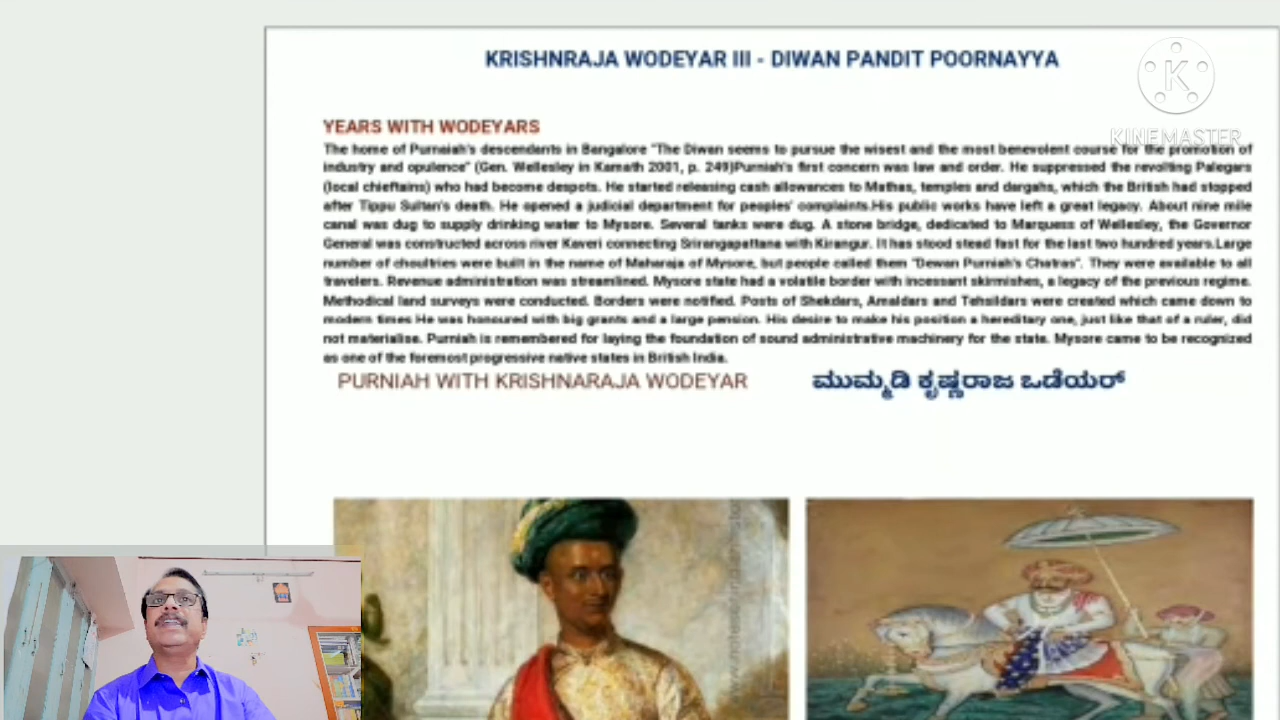 KRISHNRAJA WODEYAR III - DIWAN PANDIT POORNAYYA
K
KINEMASTER
YEARS WITH WODEYARS
The home of Purnaiah's descendants in Bangalore "The Diwan seems to pursue the wisest and the most benevolent course for the promotion of
industry and opulence" (Gen. Wellesley in Kamath 2001, p. 249)Purniah's first concern was law and order. He suppressed the revolting Palegars
(local chieftains) who had become despots. He started releasing cash allowances to Mathas, temples and dargahs, which the British had stopped
after Tippu Sultan's death. He opened a judicial department for peoples' complaints.His public works have left a great legacy. About nine mile
canal was dug to supply drinking water to Mysore. Several tanks were dug. A stone bridge, dedicated to Marquess of Wellesley, the Governor
General was constructed across river Kaveri connecting Srirangapattana with Kirangur. It has stood stead fast for the last two hundred years.Large
number of choultries were built in the name of Maharaja of Mysore, but people called them "Dewan Purniah's Chatras". They were available to all
travelers. Revenue administration was streamlined. Mysore state had a volatile border with incessant skirmishes, a legacy of the previous regime.
Methodical land surveys were conducted. Borders were notified. Posts of Shekdars, Amaldars and Tehsildars were created which came down to
modern times He was honoured with big grants and a large pension. His desire to make his position a hereditary one, just like that of a ruler, did
not materialise. Purniah is remembered for laying the foundation of sound administrative machinery for the state. Mysore came to be recognized
as one of the foremost progressive native states in British India.
PURNIAH WITH KRISHNARAJA WODEYAR ಮುಮ್ಮಡಿ ಕೃಷ್ಣರಾಜ ಒಡೆಯರ್